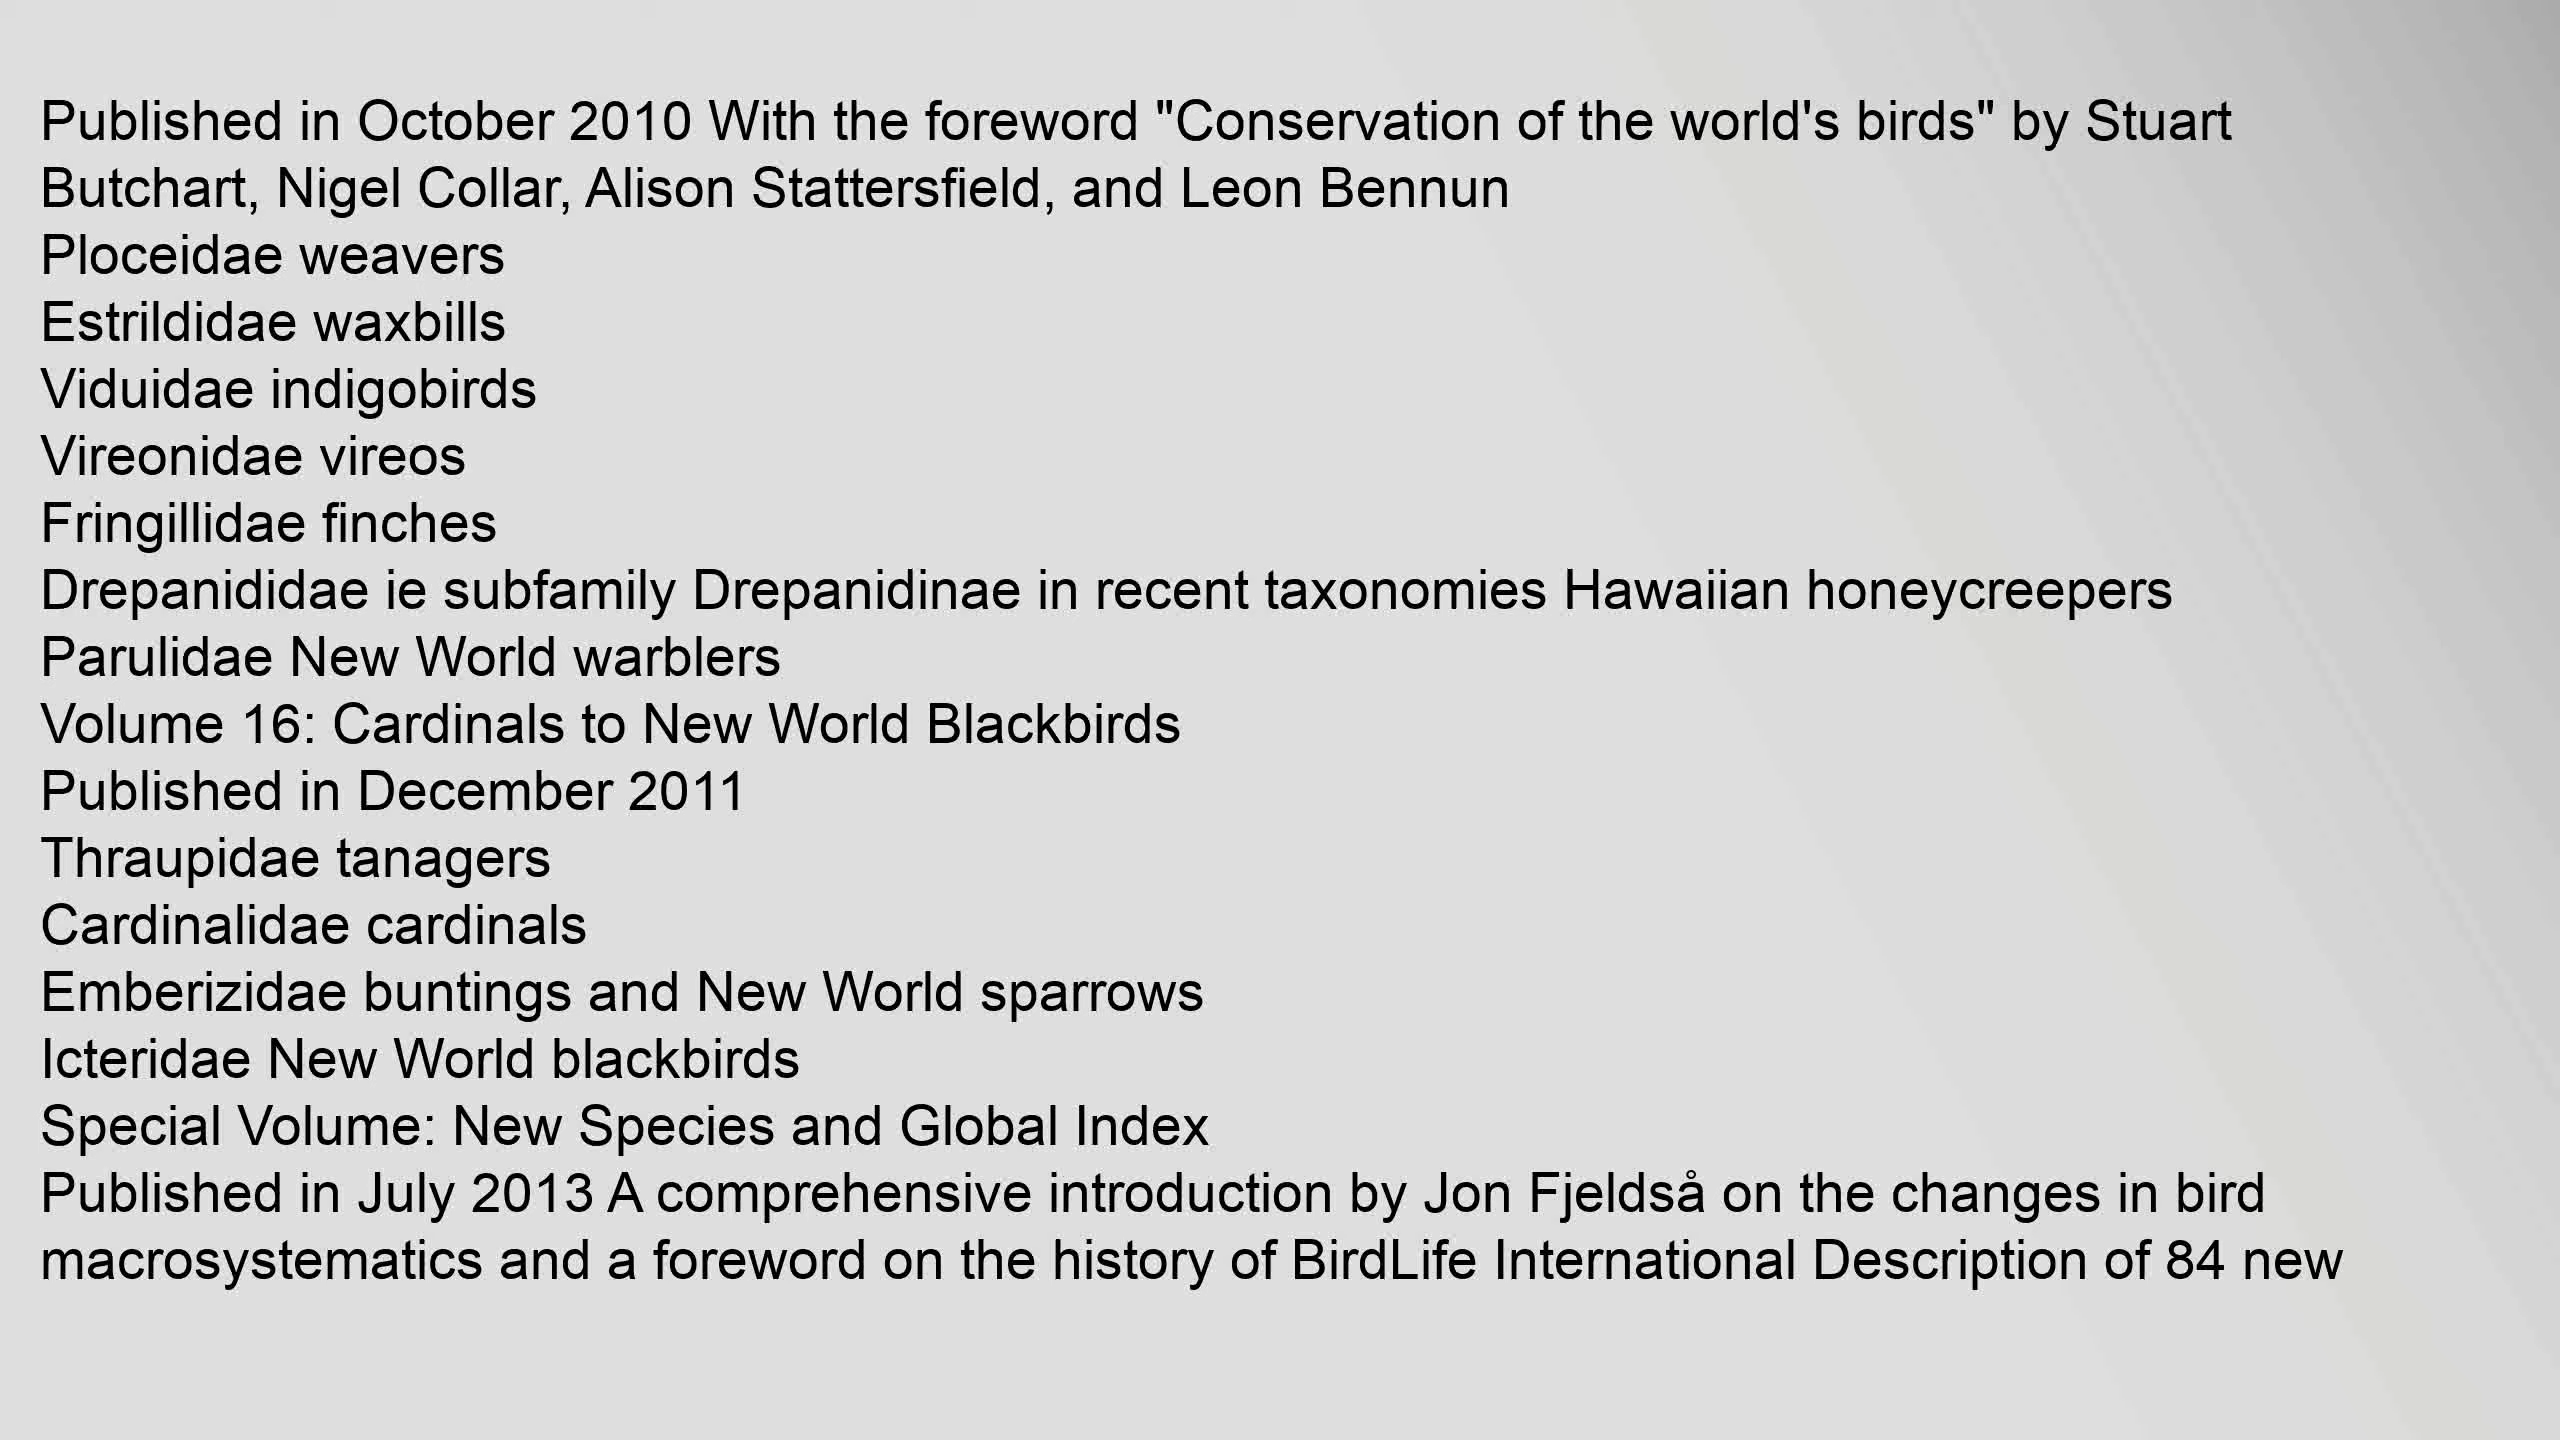 Published in October 2010 With the foreword "Conservation of the world's birds" by Stuart
Butchart, Nigel Collar, Alison Stattersfield, and Leon Bennun
Ploceidae weavers
Estrildidae waxbills
Viduidae indigobirds
Vireonidae vireos
Fringillidae finches
Drepanididae ie subfamily Drepanidinae in recent taxonomies Hawaiian honeycreepers
Parulidae New World warblers
Volume 16: Cardinals to New World Blackbirds
Published in December 2011
Thraupidae tanagers
Cardinalidae cardinals
Emberizidae buntings and New World sparrows
Icteridae New World blackbirds
Special Volume: New Species and Global Index
Published in July 2013 A comprehensive introduction by Jon Fjeldså on the changes in bird
macrosystematics and a foreword on the history of BirdLife International Description of 84 new